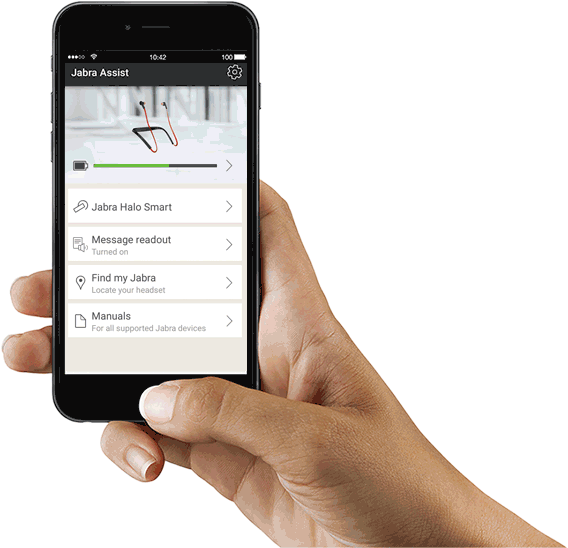 10:42
100
Jabra Assist
Jabra Halo Smart
Message readout
Turned on
Find my Jabra
Locate your headset
Manuals
For all supported Jabra devices